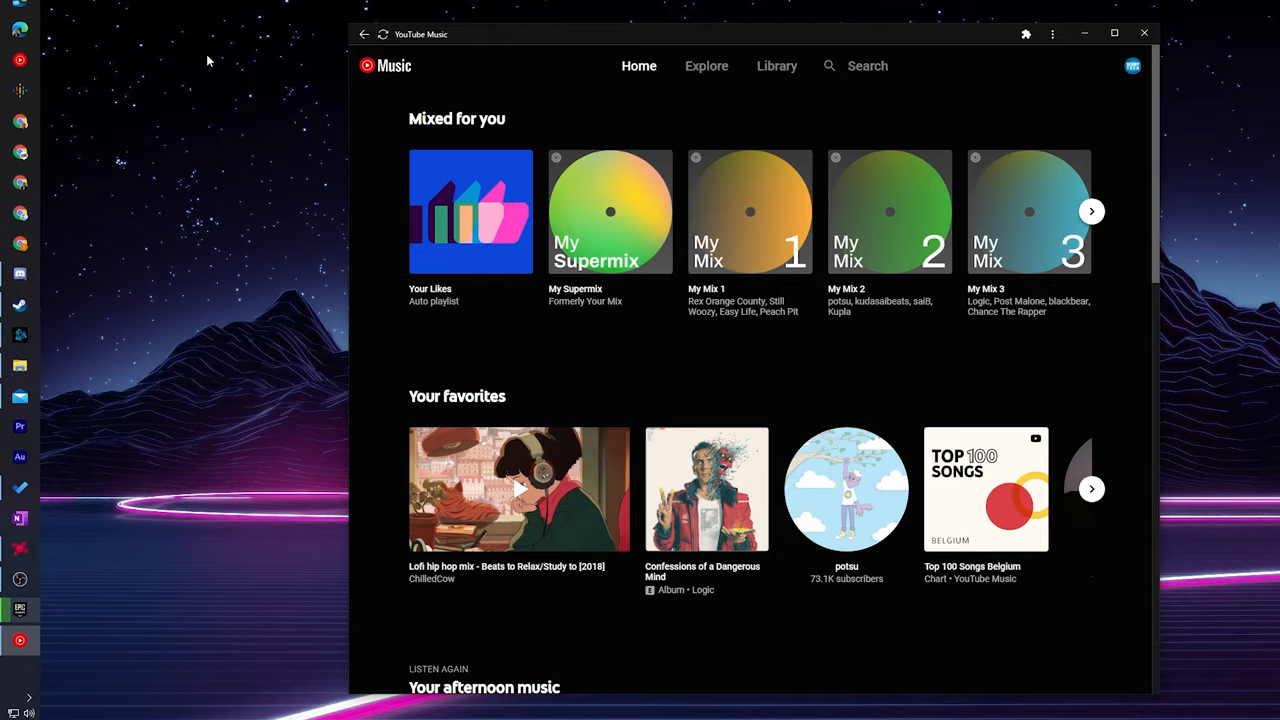 YouTube Music
Music
Home
Explore
Library
Search
Mixed for you
My
Supermix
My
Mix 1
My
Mix 2
My
Mix 3
Your Likes
Auto playlist
My Supermix
Formerly Your Mix
My Mix 1
Rex Orange County, Still
Woozy, Easy Life, Peach Pit
My Mix 2
potsu, kudasaibeats, saiB,
Kupla
My Mix 3
Logic, Post Malone, blackbear,
Chance The Rapper
Your favorites
TOP 100
SONGS
BELGIUM
Lofi hip hop mix - Beats to Relax/Study to [2018]
ChilledCow
Confessions of a Dangerous
Mind
E Album • Logic
potsu
73.1K subscribers
Top 100 Songs Belgium
Chart • YouTube Music
LISTEN AGAIN
Your afternoon music
Pr
Au
N
EPIC